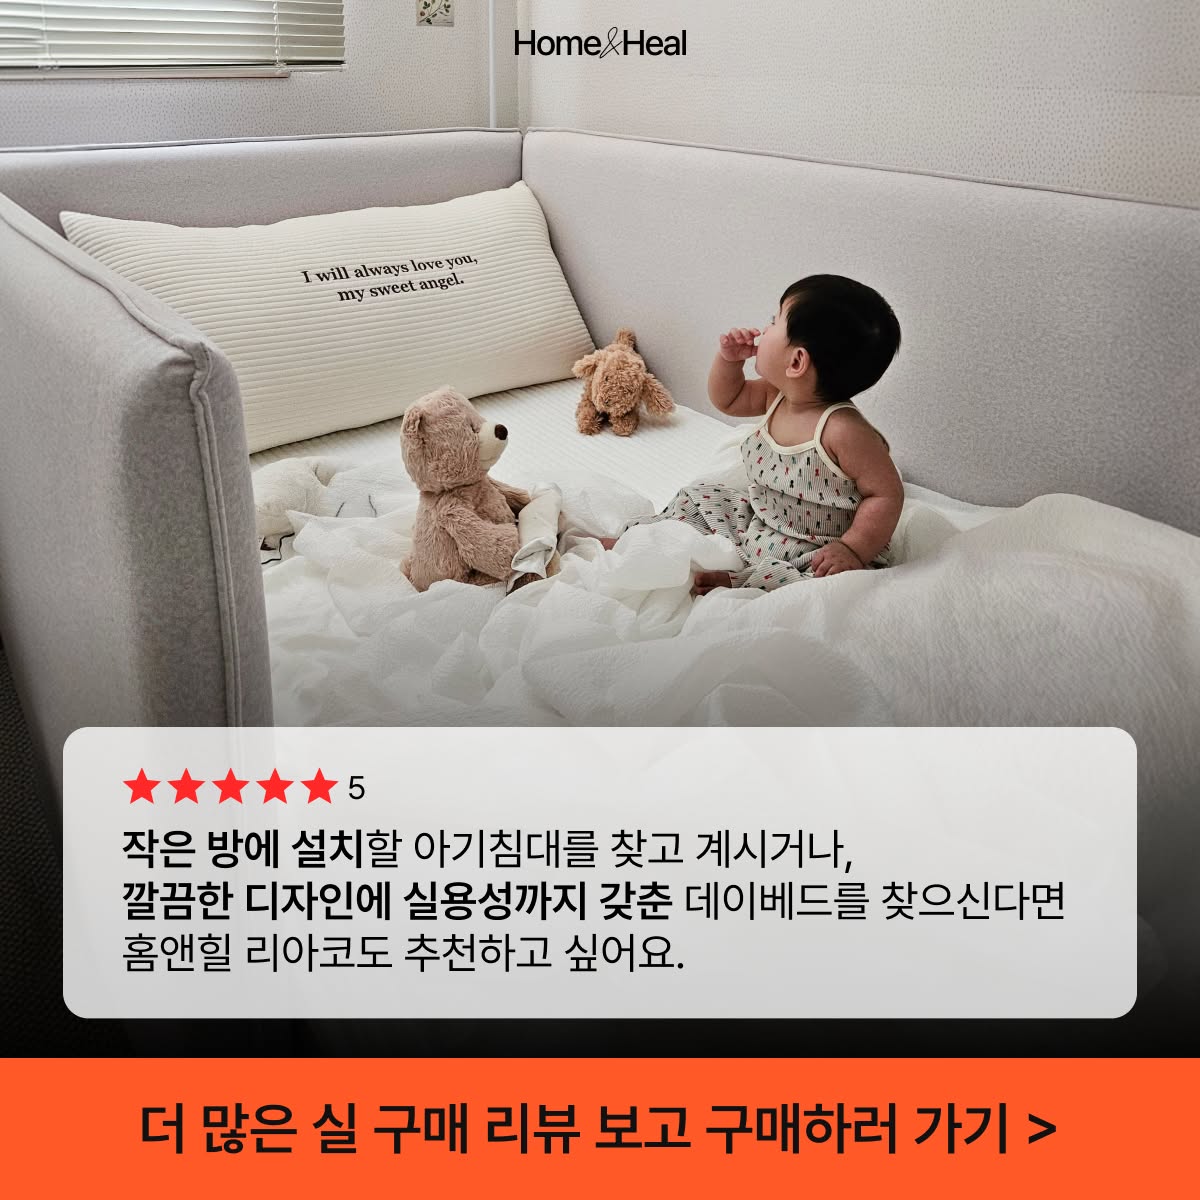 Home&Heal
I will always love you,
my sweet angel.
★★★★★ 5
작은 방에 설치할 아기침대를 찾고 계시거나,
깔끔한 디자인에 실용성까지 갖춘 데이베드를 찾으신다면
홈앤힐 리아코도 추천하고 싶어요.
더 많은 실 구매 리뷰 보고 구매하러 가기 >